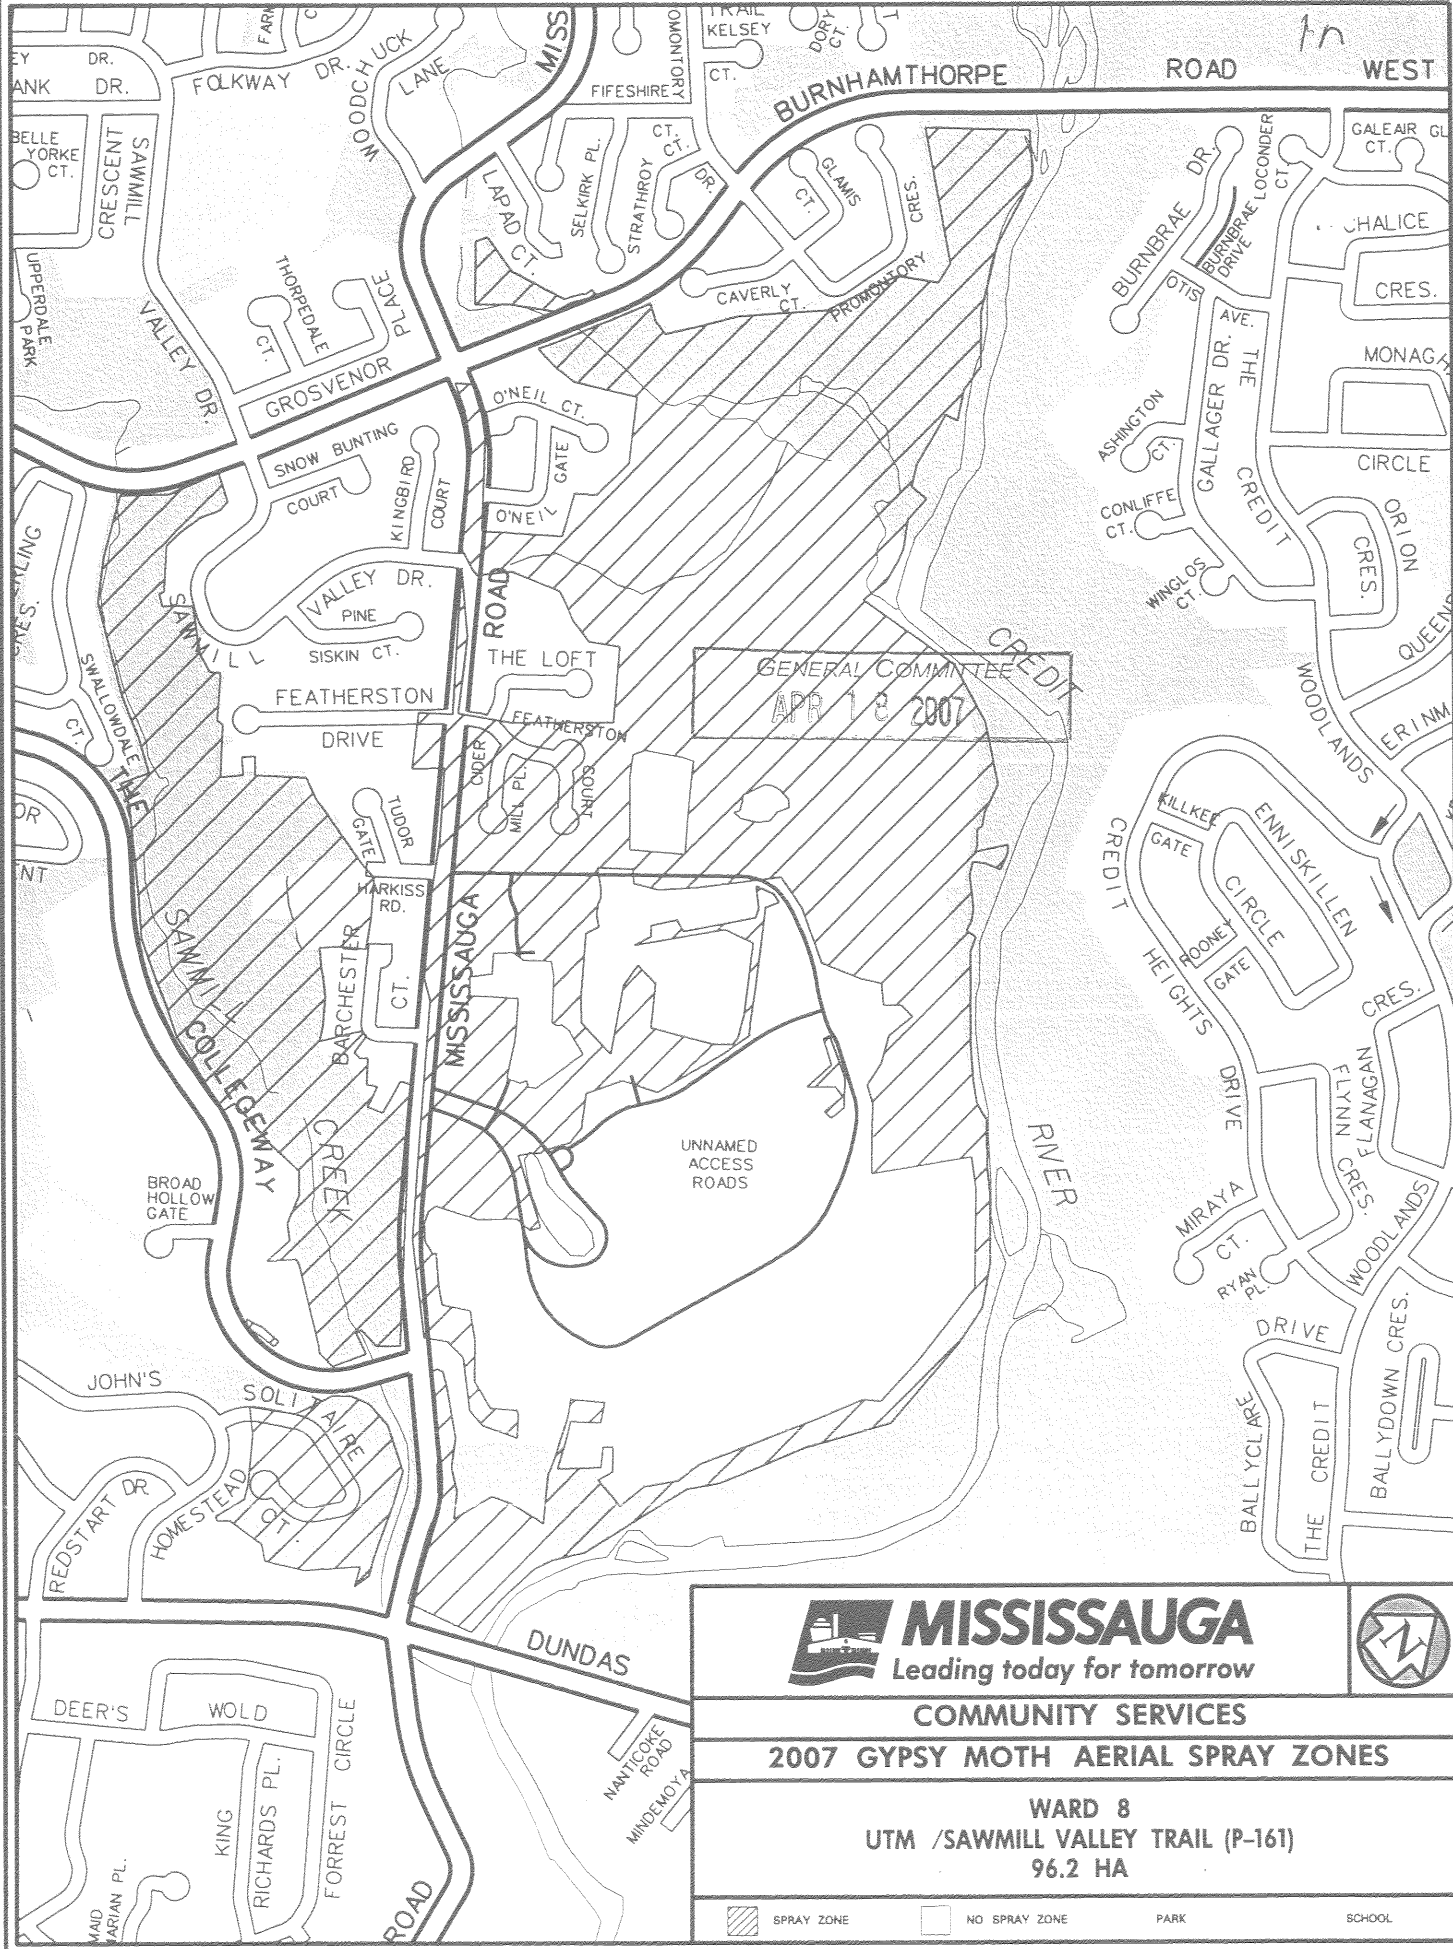 1n
TRAIL
KELSEY
CT.
DORY
CT.
MISS
BURNHAMTHORPE
ROAD WEST
DR.
DR.
FOLKWAY DR.
WOODCHUCK
LANE
FIFESHIRE
CT.
BELLE
YORKE
CT.
CRESCENT
SAWMILL
VALLEY DR.
UPPERDALE
PARK
LAPAD CT.
SELKIRK PL.
STRATHROY
CT.
DR.
GLAMIS
CT.
CRES.
CAVERLY
CT.
PROMONTORY
BURNBRAE DR.
BURNBRAE
DRIVE
LOCONDER
CT.
GALEAIR
CT.
CHALICE
CRES.
OTIS
AVE.
THORPEDALE
CT.
PLACE
GROSVENOR
O'NEIL CT.
GATE
O'NEIL
SNOW BUNTING
COURT
KINGBIRD
COURT
GALLAGER DR.
THE
CREDIT
ASHINGTON
CT.
CIRCLE
CONLIFFE
CT.
ORION
CRES.
WINGLOS
CT.
WOODLANDS
VALLEY DR.
PINE
SISKIN CT.
SAWMILL
ROAD
THE LOFT
FEATHERSTON
DRIVE
FEATHERSTON
COURT
CIDER
MILL PL.
SWALLOWDALE
CT.
THE
COLLEGEWAY
TUDOR
GATE
HARKISS
RD.
BARCHESTER
CT.
MISSISSAUGA
SAWMILL
CREEK
GENERAL COMMITTEE
APR 18 2007
CREDIT
RIVER
KILLKEE
GATE
ENNISKILLEN
CIRCLE
ROONEY
GATE
CREDIT
HEIGHTS
DRIVE
CRES.
FLANAGAN
FLYNN
CRES.
MIRAYA
CT.
RYAN
PL.
WOODLANDS
UNNAMED
ACCESS
ROADS
BROAD
HOLLOW
GATE
JOHN'S
SOLITAIRE
CT
HOMESTEAD
REDSTART DR
DRIVE
BALLYCLARE
THE CREDIT
BALLYDOWN CRES.
DUNDAS
DEER'S
WOLD
KING
RICHARDS PL.
FORREST CIRCLE
NANTICOKE
ROAD
MINDEMOYA
ROAD
MISSISSAUGA
Leading today for tomorrow
N
COMMUNITY SERVICES
2007 GYPSY MOTH AERIAL SPRAY ZONES
WARD 8
UTM /SAWMILL VALLEY TRAIL (P-161)
96.2 HA
SPRAY ZONE
NO SPRAY ZONE
PARK
SCHOOL